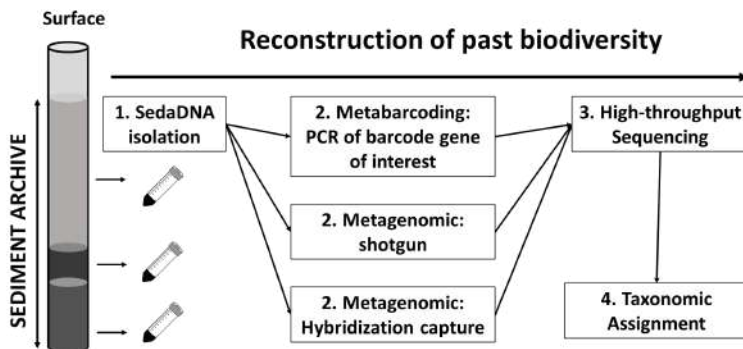 Surface
Reconstruction of past biodiversity
SEDIMENT ARCHIVE
1. SedaDNA
isolation
2. Metabarcoding:
PCR of barcode gene
of interest
2. Metagenomic:
shotgun
2. Metagenomic:
Hybridization capture
3. High-throughput
Sequencing
4. Taxonomic
Assignment